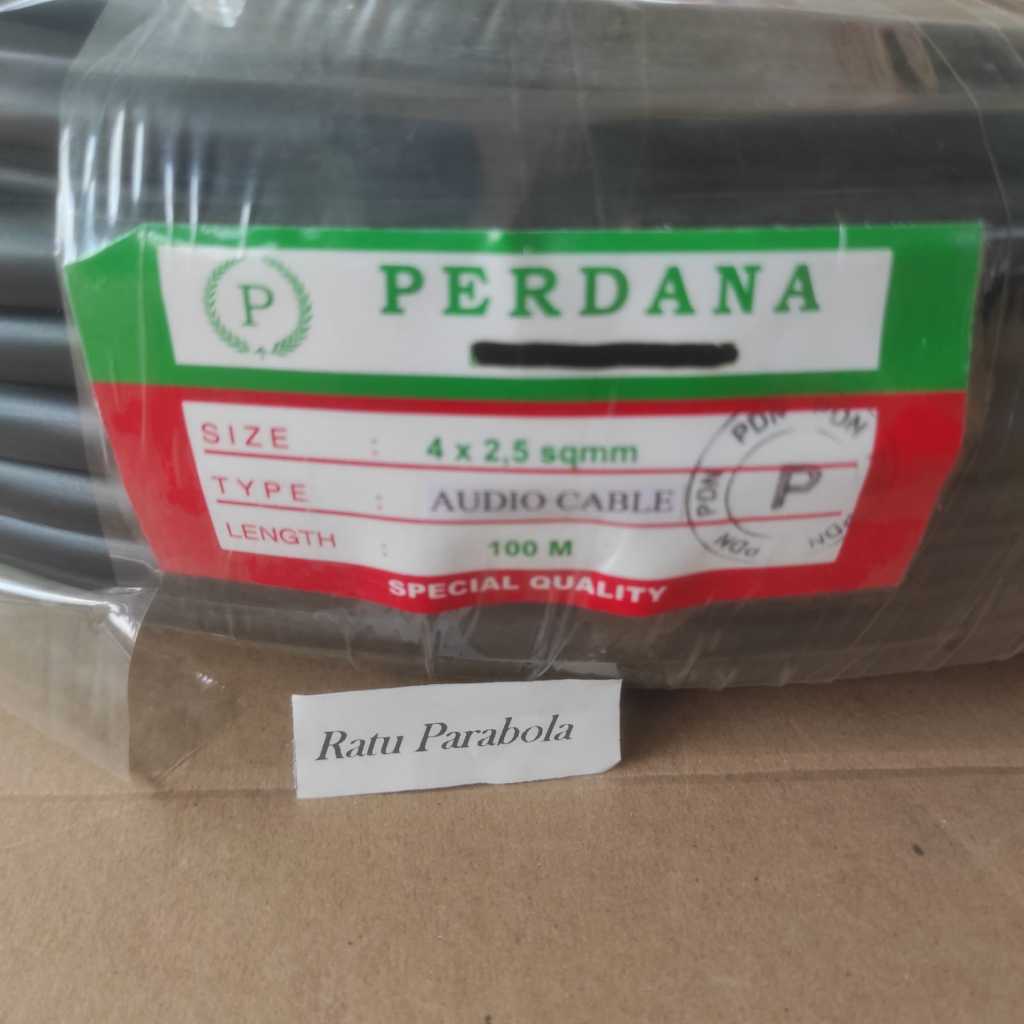 P
PERDANA
SIZE : 4 x 2,5 sqmm
TYPE : AUDIO CABLE
LENGTH : 100 M
SPECIAL QUALITY
PDN PDN PDN PDN PDN
P
Ratu Parabola